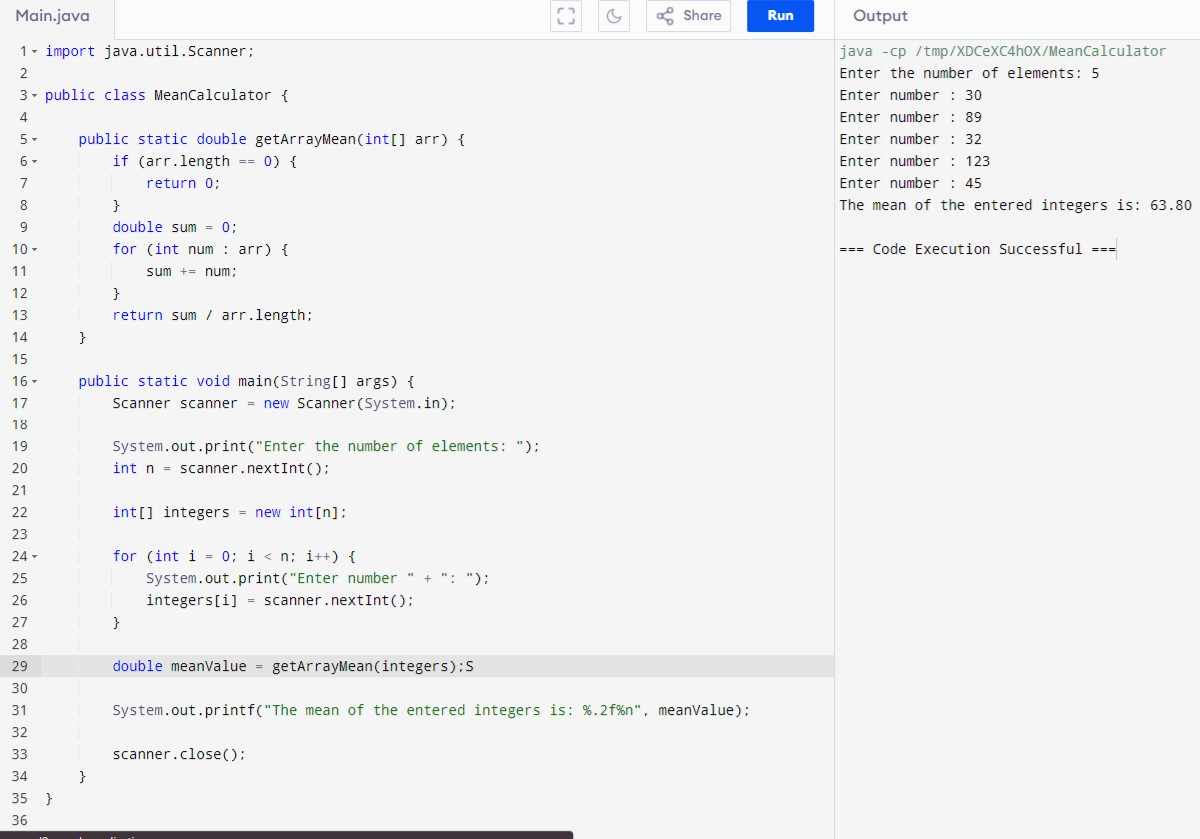 Main.java
Share
Run
Output
1 import java.util.Scanner;
2
3 public class MeanCalculator {
4
5     public static double getArrayMean(int[] arr) {
6         if (arr.length == 0) {
7             return 0;
8         }
9         double sum = 0;
10         for (int num : arr) {
11             sum += num;
12         }
13         return sum / arr.length;
14     }
15
16     public static void main(String[] args) {
17         Scanner scanner = new Scanner(System.in);
18
19         System.out.print("Enter the number of elements: ");
20         int n = scanner.nextInt();
21
22         int[] integers = new int[n];
23
24         for (int i = 0; i < n; i++) {
25             System.out.print("Enter number " + ": ");
26             integers[i] = scanner.nextInt();
27         }
28
29         double meanValue = getArrayMean(integers);S
30
31         System.out.printf("The mean of the entered integers is: %.2f%n", meanValue);
32
33         scanner.close();
34     }
35 }
36
java -cp /tmp/XDCeXC4hOX/MeanCalculator
Enter the number of elements: 5
Enter number : 30
Enter number : 89
Enter number : 32
Enter number : 123
Enter number : 45
The mean of the entered integers is: 63.80
=== Code Execution Successful ===